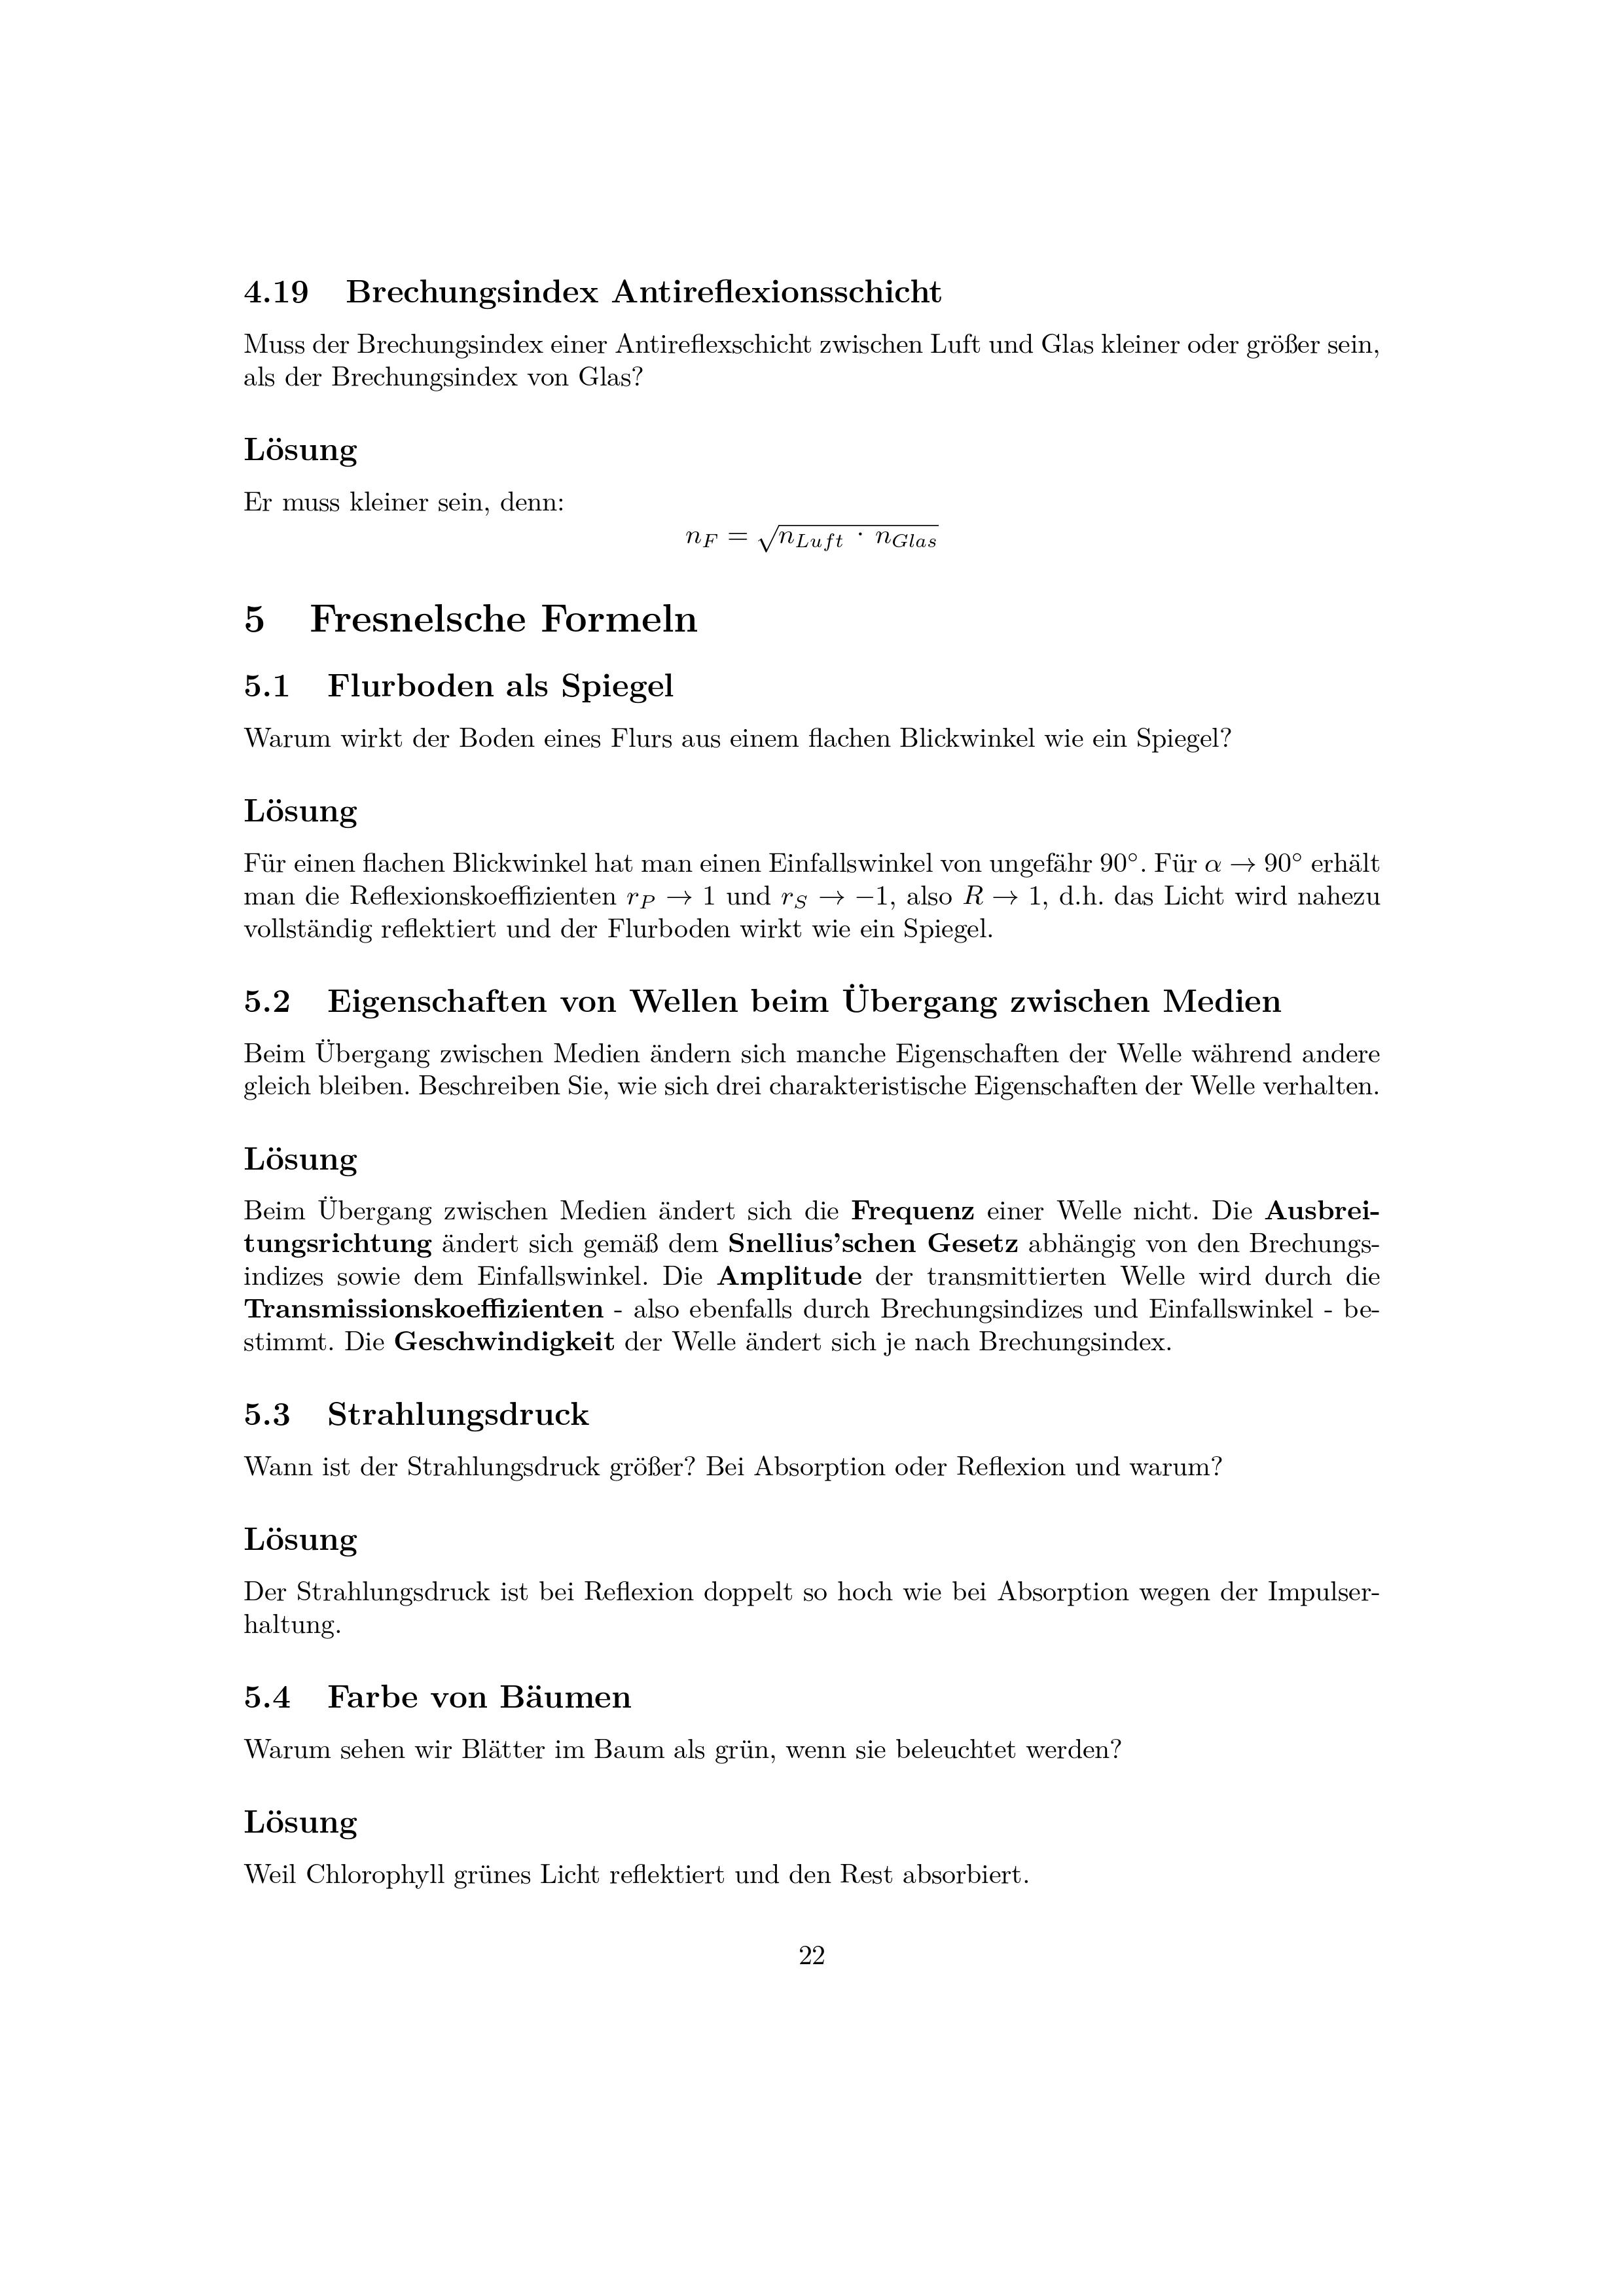 4.19 Brechungsindex Antireflexionsschicht
Muss der Brechungsindex einer Antireflexschicht zwischen Luft und Glas kleiner oder größer sein,
als der Brechungsindex von Glas?
Lösung
Er muss kleiner sein, denn:
n_F = √(n_{Luft} · n_{Glas})
5 Fresnelsche Formeln
5.1 Flurboden als Spiegel
Warum wirkt der Boden eines Flurs aus einem flachen Blickwinkel wie ein Spiegel?
Lösung
Für einen flachen Blickwinkel hat man einen Einfallswinkel von ungefähr 90°. Für α → 90° erhält
man die Reflexionskoeffizienten r_P → 1 und r_S → −1, also R → 1, d.h. das Licht wird nahezu
vollständig reflektiert und der Flurboden wirkt wie ein Spiegel.
5.2 Eigenschaften von Wellen beim Übergang zwischen Medien
Beim Übergang zwischen Medien ändern sich manche Eigenschaften der Welle während andere
gleich bleiben. Beschreiben Sie, wie sich drei charakteristische Eigenschaften der Welle verhalten.
Lösung
Beim Übergang zwischen Medien ändert sich die Frequenz einer Welle nicht. Die Ausbrei-
tungsrichtung ändert sich gemäß dem Snellius'schen Gesetz abhängig von den Brechungs-
indizes sowie dem Einfallswinkel. Die Amplitude der transmittierten Welle wird durch die
Transmissionskoeffizienten - also ebenfalls durch Brechungsindizes und Einfallswinkel - be-
stimmt. Die Geschwindigkeit der Welle ändert sich je nach Brechungsindex.
5.3 Strahlungsdruck
Wann ist der Strahlungsdruck größer? Bei Absorption oder Reflexion und warum?
Lösung
Der Strahlungsdruck ist bei Reflexion doppelt so hoch wie bei Absorption wegen der Impulser-
haltung.
5.4 Farbe von Bäumen
Warum sehen wir Blätter im Baum als grün, wenn sie beleuchtet werden?
Lösung
Weil Chlorophyll grünes Licht reflektiert und den Rest absorbiert.
22